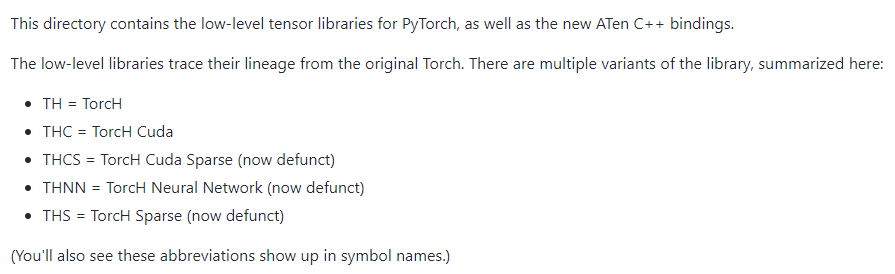 This directory contains the low-level tensor libraries for PyTorch, as well as the new ATen C++ bindings.
The low-level libraries trace their lineage from the original Torch. There are multiple variants of the library, summarized here:
• TH = TorcH
• THC = TorcH Cuda
• THCS = TorcH Cuda Sparse (now defunct)
• THNN = TorcH Neural Network (now defunct)
• THS = TorcH Sparse (now defunct)
(You'll also see these abbreviations show up in symbol names.)